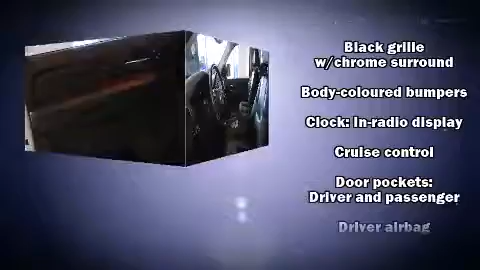 Black grille
w/chrome surround
Body-coloured bumpers
Clock: In-radio display
Cruise control
Door pockets:
Driver and passenger
Driver airbag